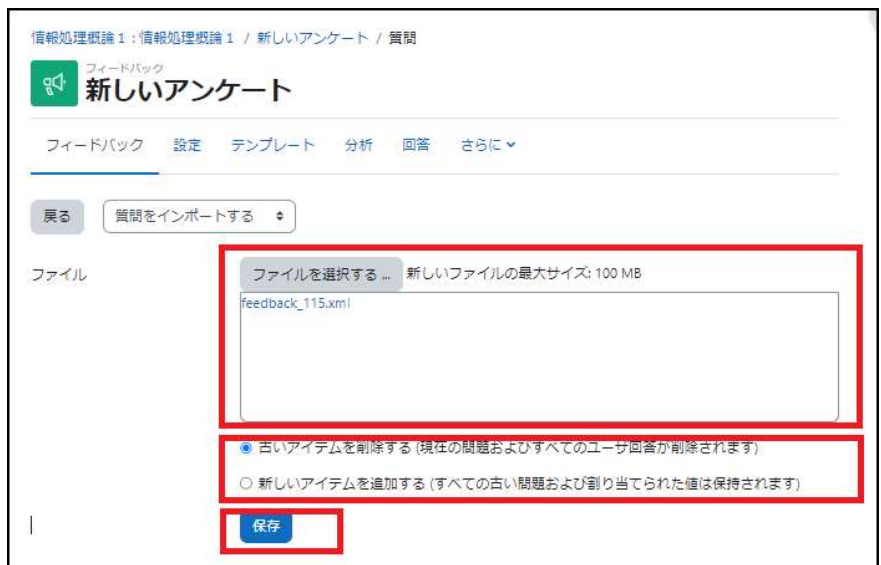 情報処理概論1:情報処理概論1 / 新しいアンケート / 質問
フィードバック
新しいアンケート
フィードバック 設定 テンプレート 分析 回答 さらに
戻る 質問をインポートする
ファイル ファイルを選択する ... 新しいファイルの最大サイズ: 100 MB
feedback_115.xml
古いアイテムを削除する (現在の問題およびすべてのユーザ回答が削除されます)
新しいアイテムを追加する (すべての古い問題および割り当てられた値は保持されます)
保存